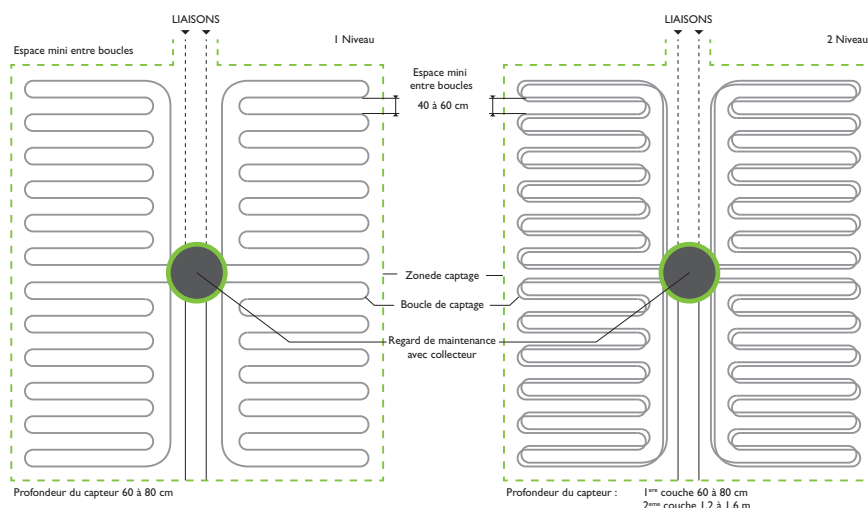 LIAISONS
1 Niveau
Espace mini entre boucles
Espace mini
entre boucles
40 à 60 cm
Zonede captage
Boucle de captage
Regard de maintenance
avec collecteur
Profondeur du capteur 60 à 80 cm
LIAISONS
2 Niveau
Profondeur du capteur : 1ere couche 60 à 80 cm
2eme couche 1,2 à 1,6 m